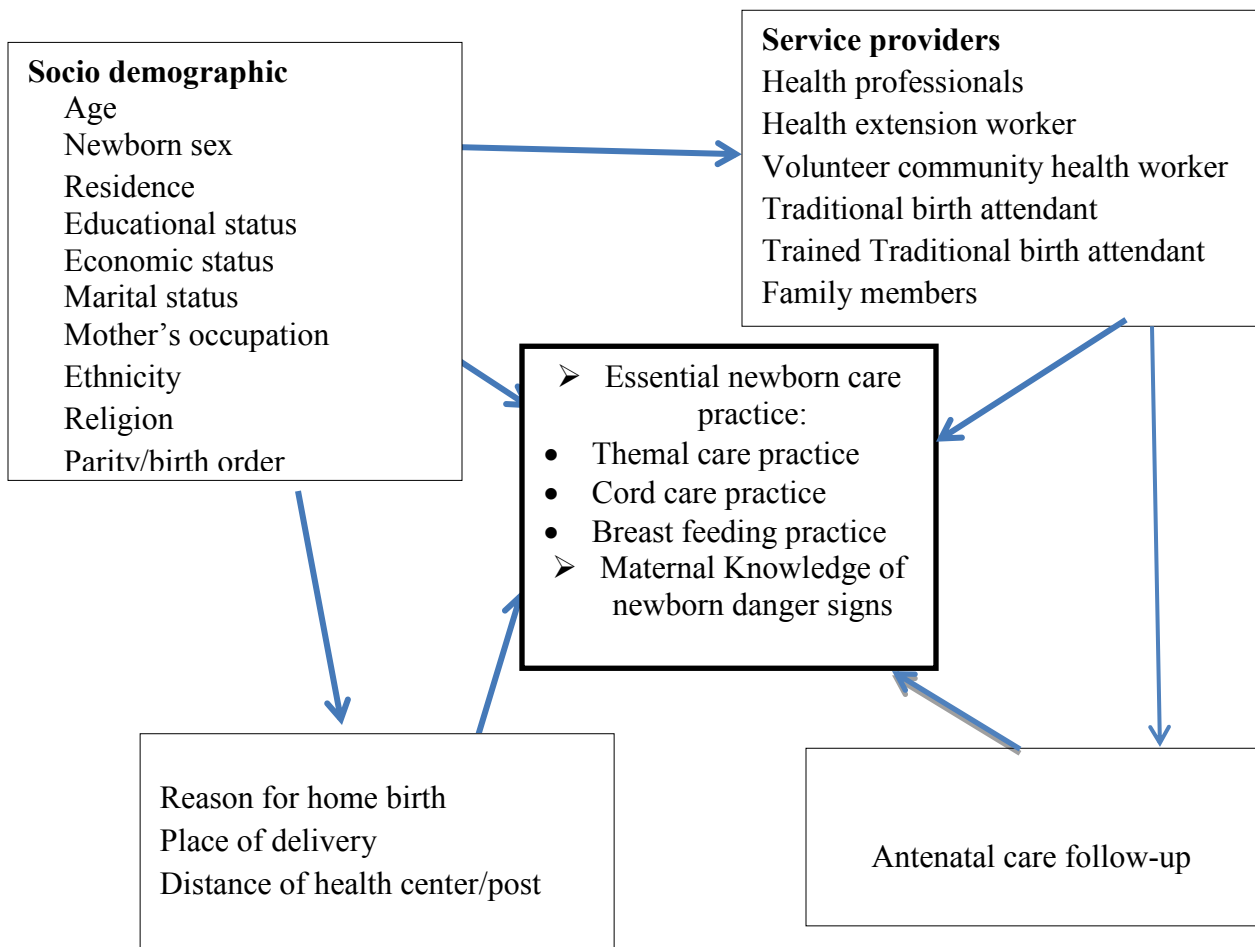 Socio demographic
Age
Newborn sex
Residence
Educational status
Economic status
Marital status
Mother’s occupation
Ethnicity
Religion
Parity/birth order
Service providers
Health professionals
Health extension worker
Volunteer community health worker
Traditional birth attendant
Trained Traditional birth attendant
Family members
➢ Essential newborn care
practice:
• Themal care practice
• Cord care practice
• Breast feeding practice
➢ Maternal Knowledge of
newborn danger signs
Reason for home birth
Place of delivery
Distance of health center/post
Antenatal care follow-up